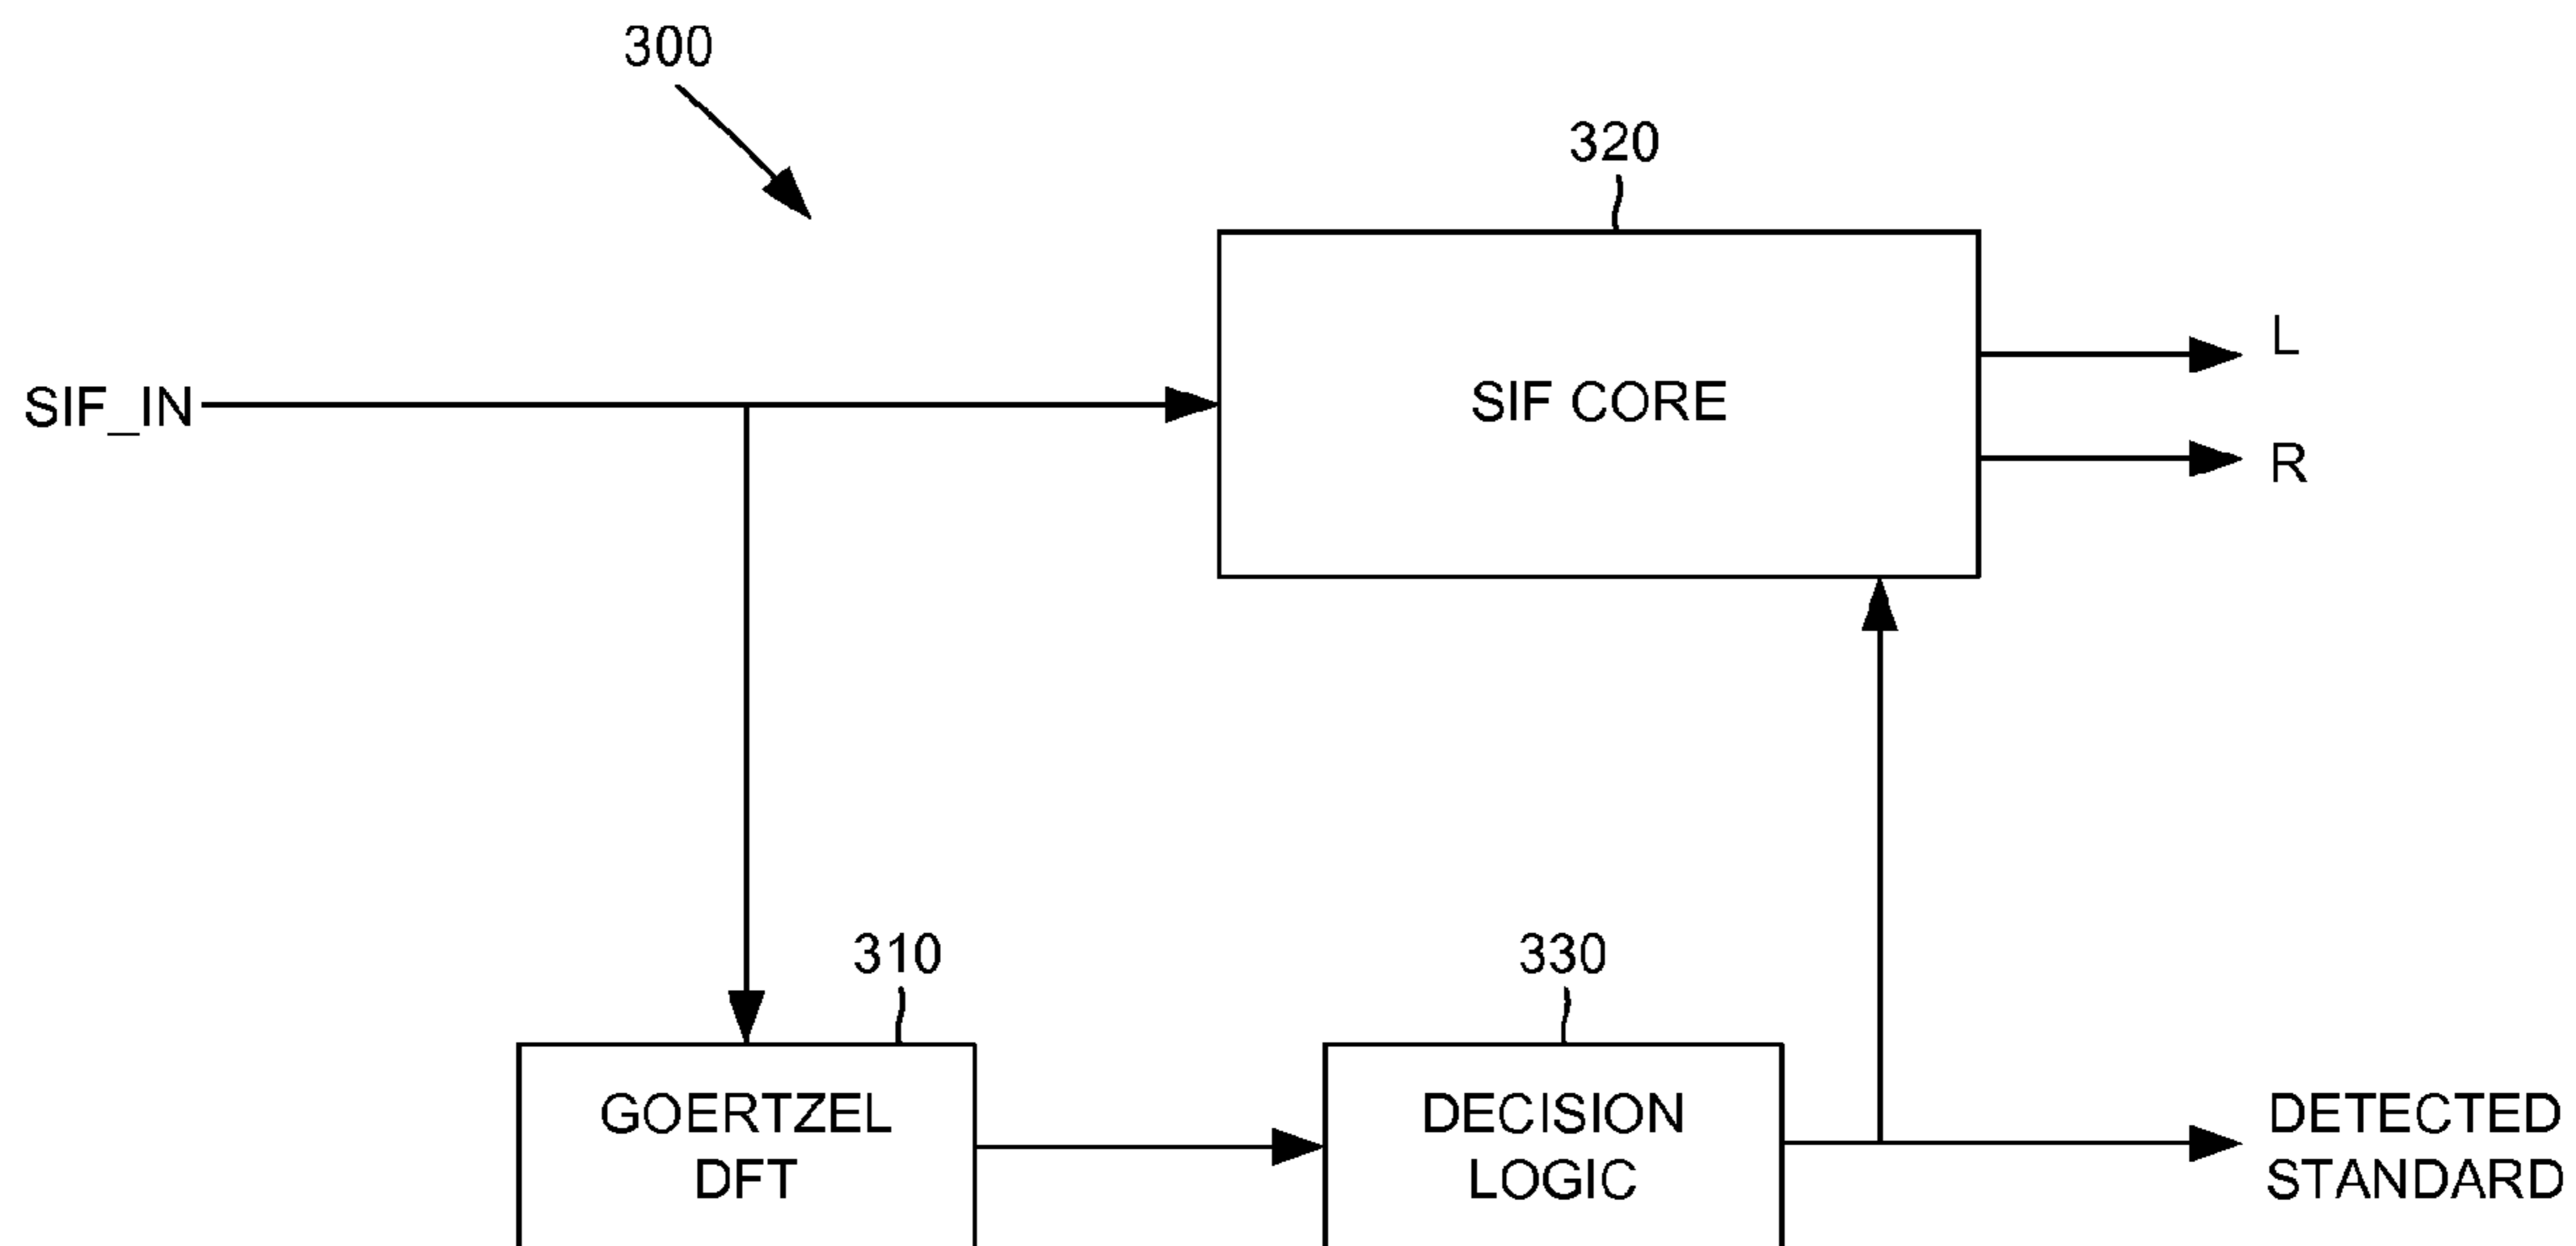 300
320
SIF_IN
SIF CORE
L
R
310
330
GOERTZEL
DFT
DECISION
LOGIC
DETECTED
STANDARD